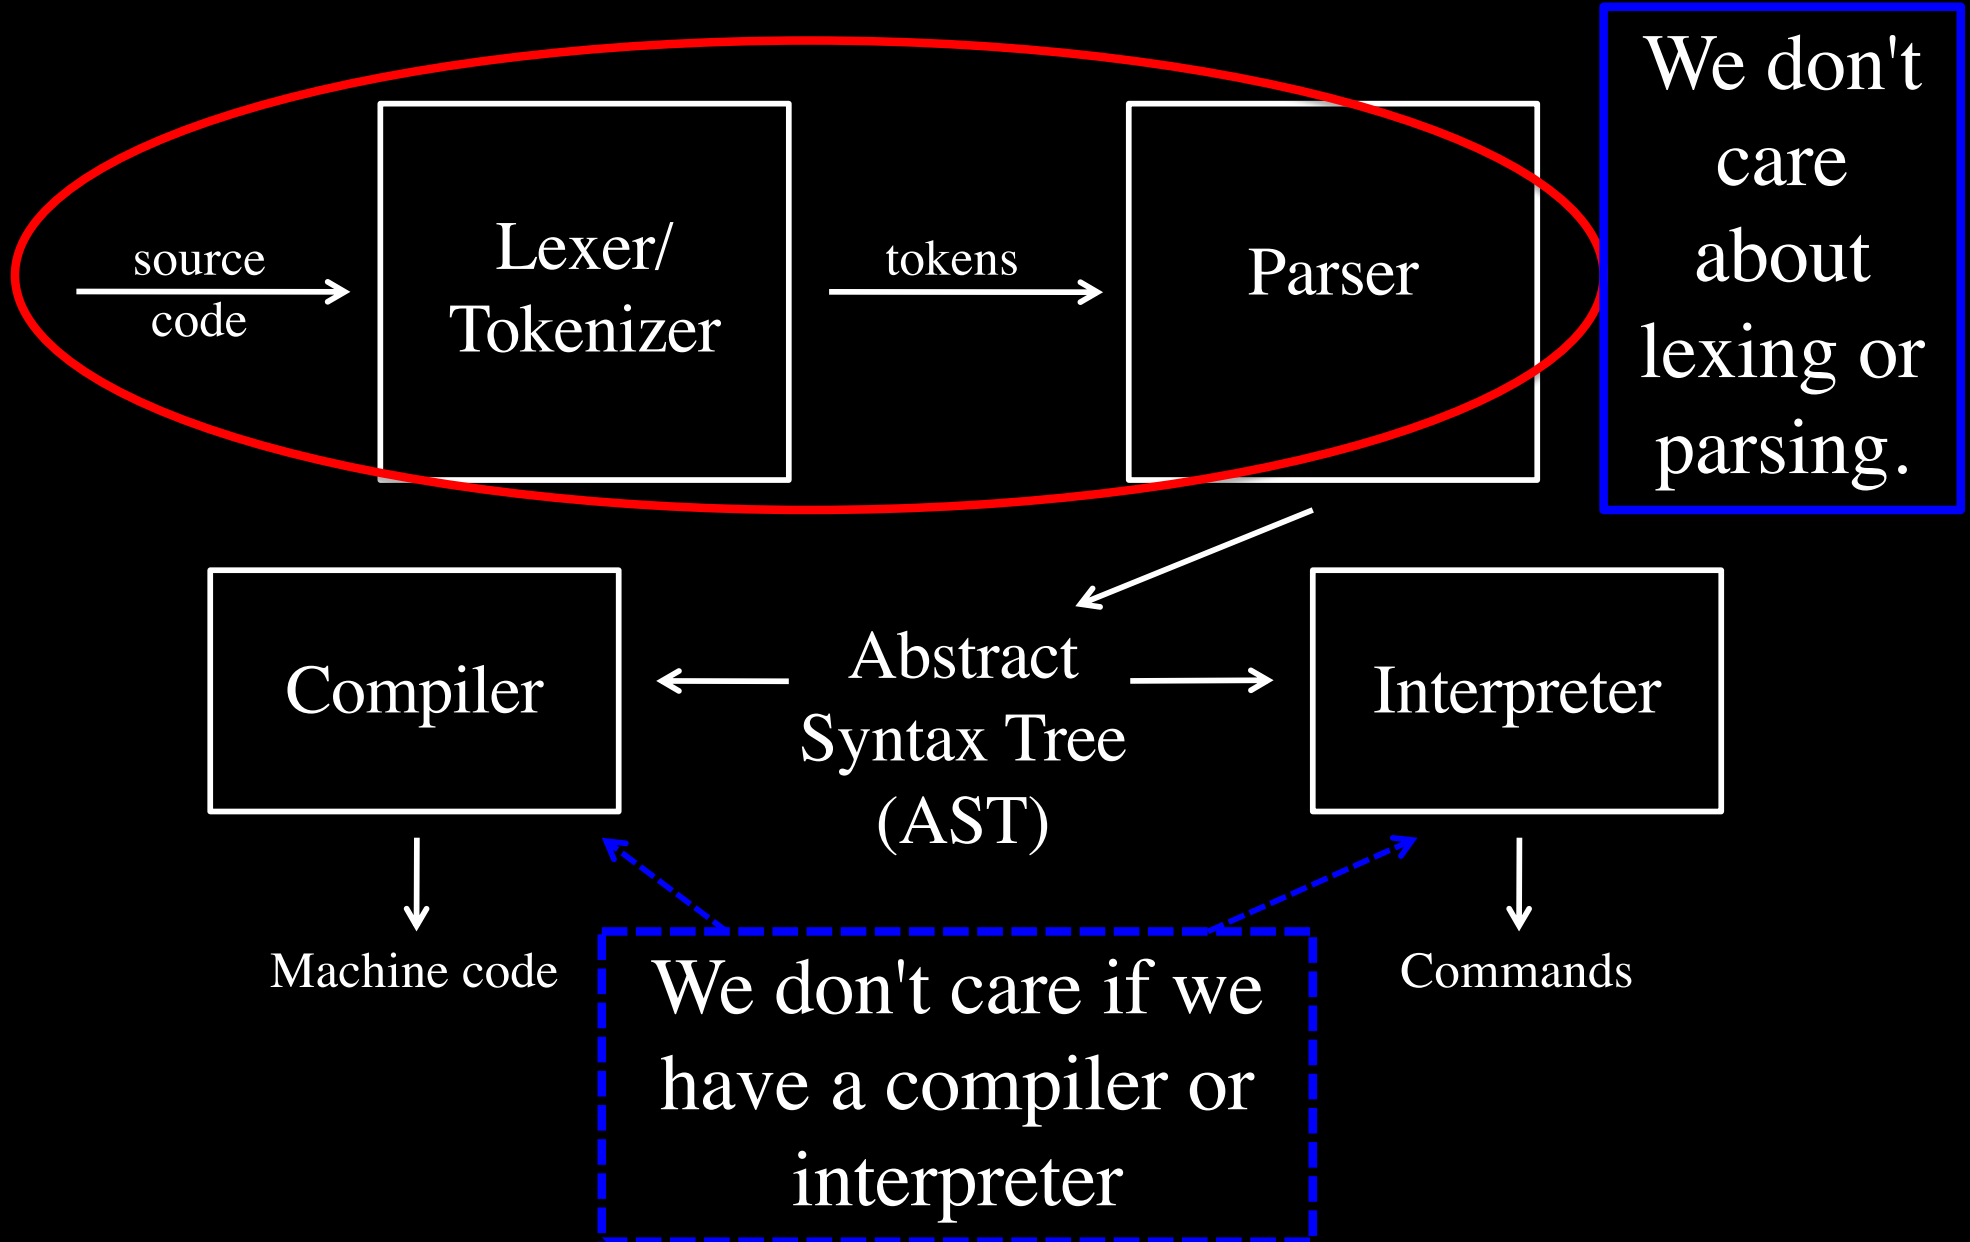 source
code
Lexer/
Tokenizer
tokens
Parser
We don't
care
about
lexing or
parsing.
Compiler
Abstract
Syntax Tree
(AST)
Interpreter
Machine code
We don't care if we
have a compiler or
interpreter
Commands